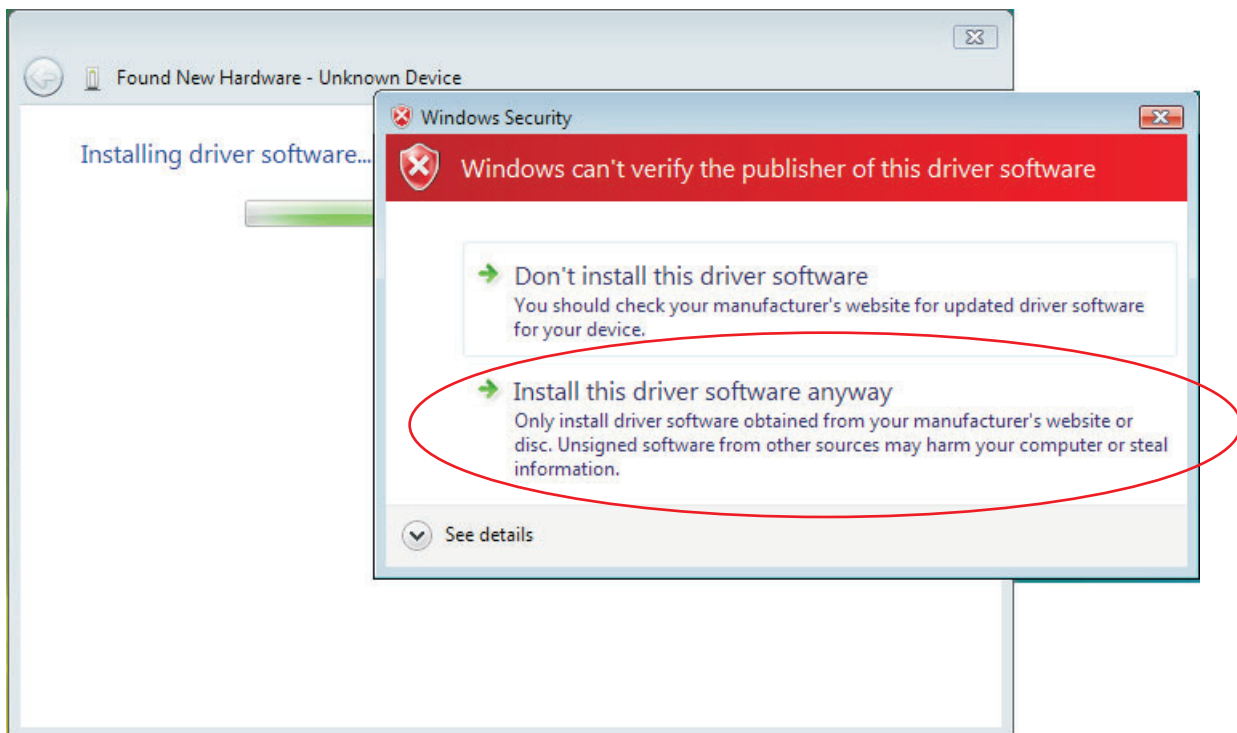 Found New Hardware - Unknown Device
Windows Security
Installing driver software...
Windows can't verify the publisher of this driver software
Don't install this driver software
You should check your manufacturer's website for updated driver software
for your device.
Install this driver software anyway
Only install driver software obtained from your manufacturer's website or
disc. Unsigned software from other sources may harm your computer or steal
information.
See details